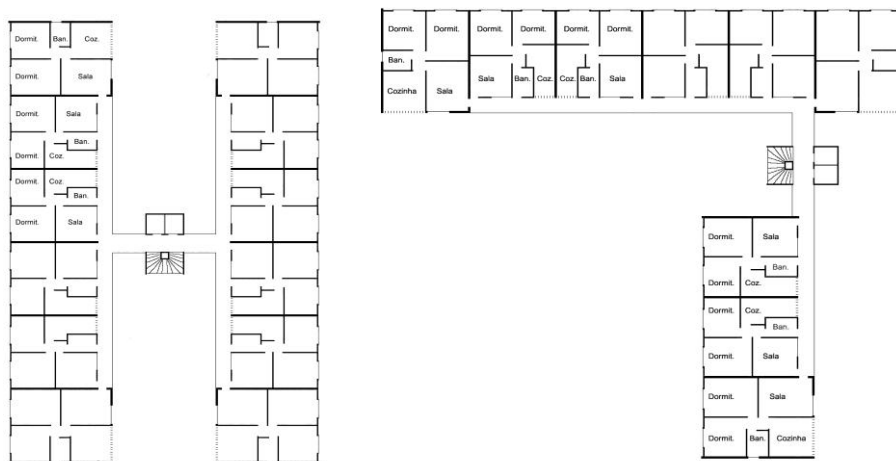 Dormit. Ban. Coz.
Dormit. Sala
Dormit. Sala
Ban.
Dormit. Coz.
Dormit. Coz.
Ban.
Dormit. Sala
Dormit. Dormit. Dormit. Dormit. Dormit. Dormit.
Ban.
Sala Ban. Coz. Coz. Ban. Sala
Cozinha Sala
Dormit. Sala
Ban.
Dormit. Coz.
Dormit. Coz.
Ban.
Dormit. Sala
Dormit. Sala
Dormit. Ban. Cozinha